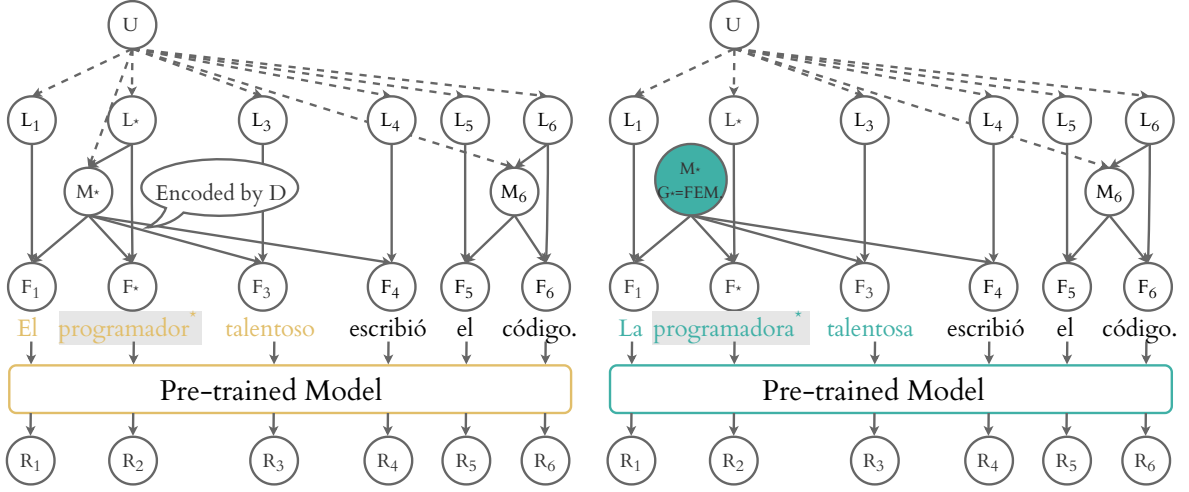 U U
L₁ L⋆ L₃ L₄ L₅ L₆ L₁ L⋆ L₃ L₄ L₅ L₆
M⋆ Encoded by D M₆ M⋆ G⋆=FEM. M₆
F₁ F⋆ F₃ F₄ F₅ F₆ F₁ F⋆ F₃ F₄ F₅ F₆
El programador* talentoso escribió el código. La programadora* talentosa escribió el código.
Pre-trained Model Pre-trained Model
R₁ R₂ R₃ R₄ R₅ R₆ R₁ R₂ R₃ R₄ R₅ R₆